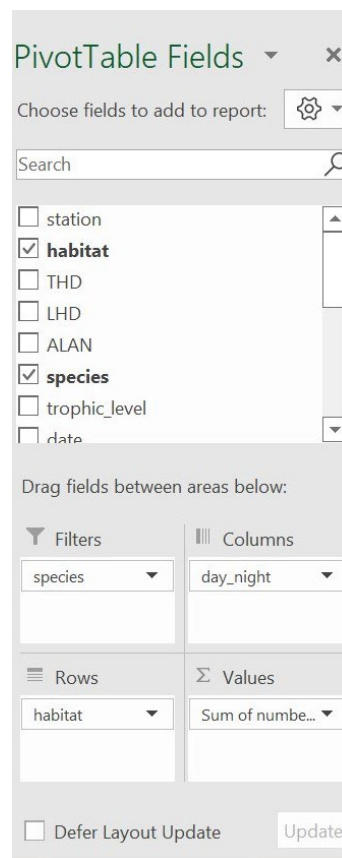 PivotTable Fields
Choose fields to add to report:
Search
station
habitat
THD
LHD
ALAN
species
trophic_level
date
Drag fields between areas below:
Filters
Columns
species
day_night
Rows
Σ Values
habitat
Sum of numbe...
Defer Layout Update
Update